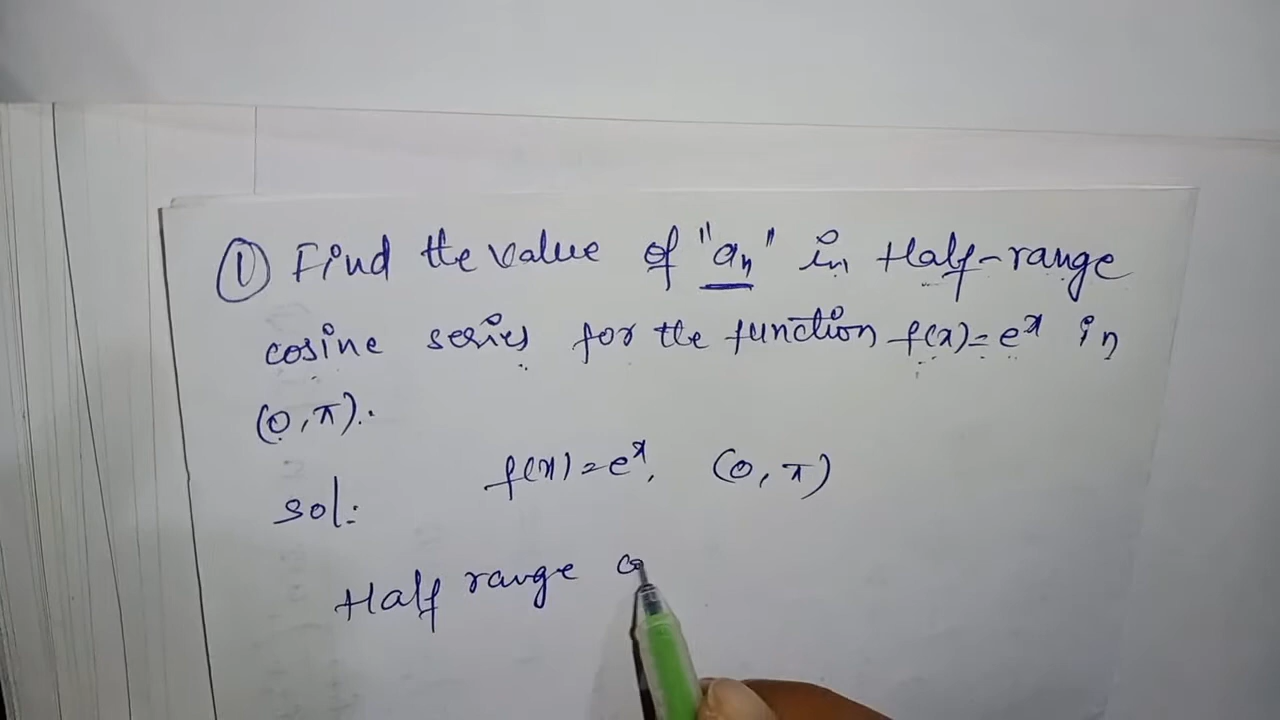 ① Find the value of "aₙ" in Half-range
cosine series for the function f(x)=eˣ in
(0,π).
f(x)=eˣ, (0,π)
Sol:
Half range co